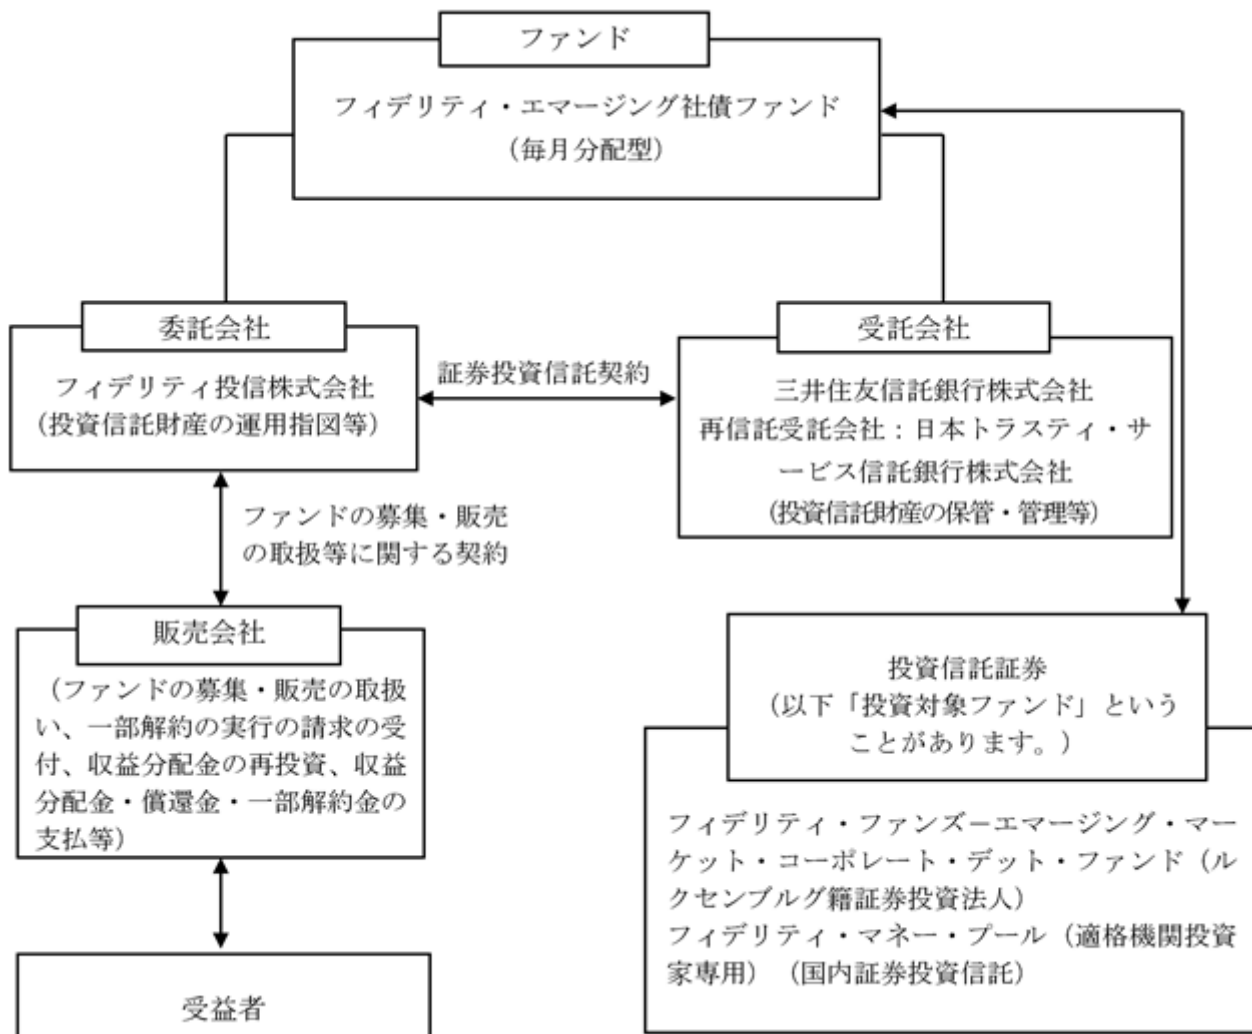 ファンド
フィデリティ・エマージング社債ファンド
（毎月分配型）
委託会社
フィデリティ投信株式会社
（投資信託財産の運用指図等）
証券投資信託契約
受託会社
三井住友信託銀行株式会社
再信託受託会社：日本トラスティ・サ
ービス信託銀行株式会社
（投資信託財産の保管・管理等）
ファンドの募集・販売
の取扱等に関する契約
販売会社
（ファンドの募集・販売の取扱
い、一部解約の実行の請求の受
付、収益分配金の再投資、収益
分配金・償還金・一部解約金の
支払等）
受益者
投資信託証券
（以下「投資対象ファンド」という
ことがあります。）
フィデリティ・ファンズ－エマージング・マー
ケット・コーポレート・デット・ファンド（ル
クセンブルグ籍証券投資法人）
フィデリティ・マネー・プール（適格機関投資
家専用）（国内証券投資信託）